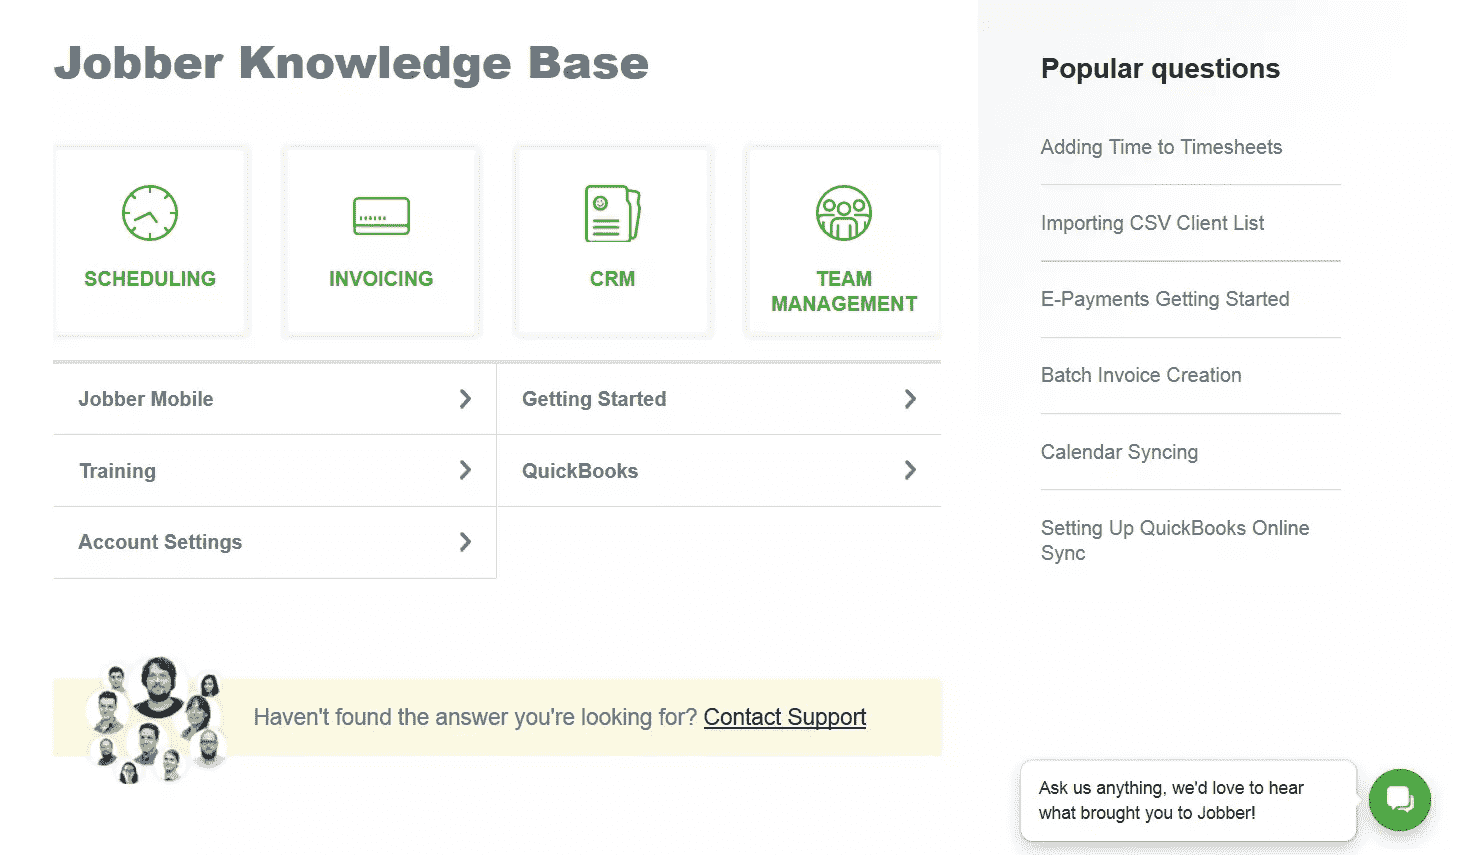 Jobber Knowledge Base
SCHEDULING
INVOICING
CRM
TEAM
MANAGEMENT
Jobber Mobile
Getting Started
Training
QuickBooks
Account Settings
Haven't found the answer you're looking for? Contact Support
Popular questions
Adding Time to Timesheets
Importing CSV Client List
E-Payments Getting Started
Batch Invoice Creation
Calendar Syncing
Setting Up QuickBooks Online
Sync
Ask us anything, we'd love to hear
what brought you to Jobber!